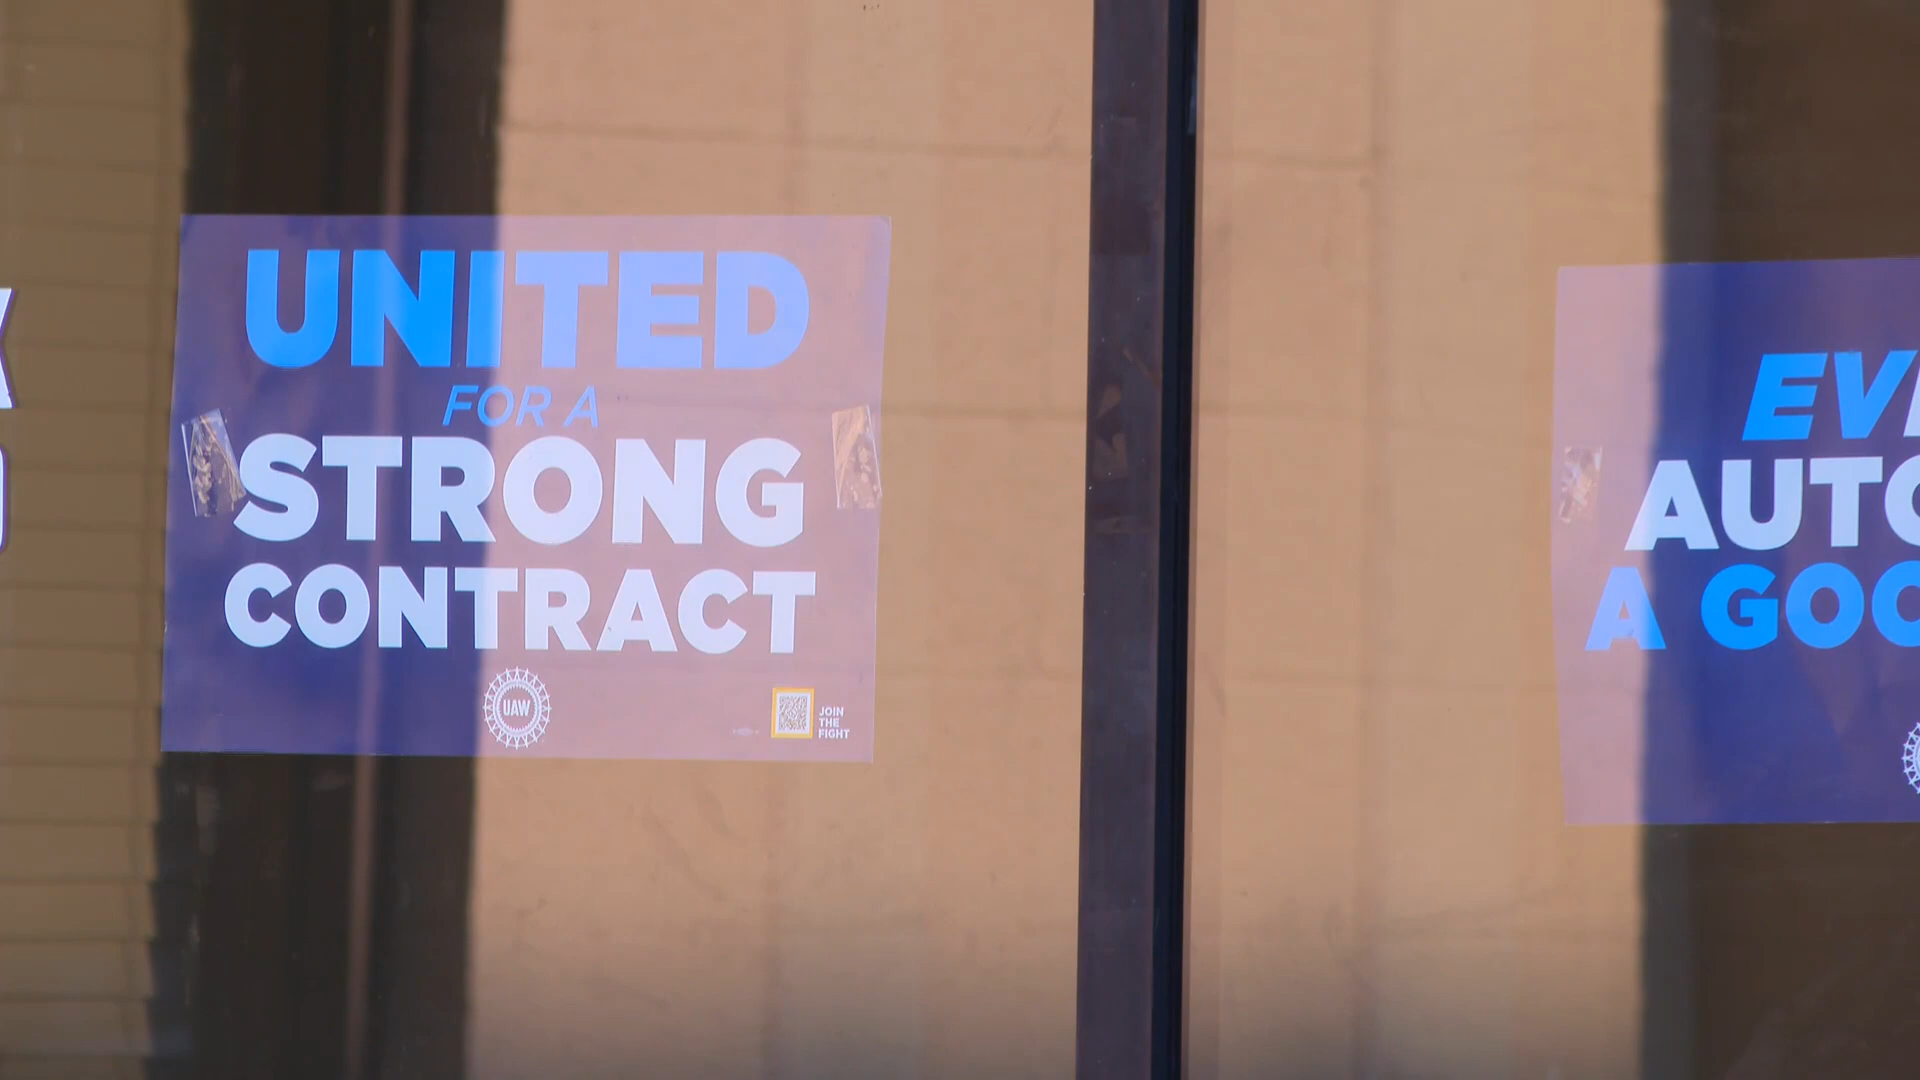 UNITED
FOR A
STRONG
CONTRACT
UAW
JOIN
THE
FIGHT
AUTO
A GOO